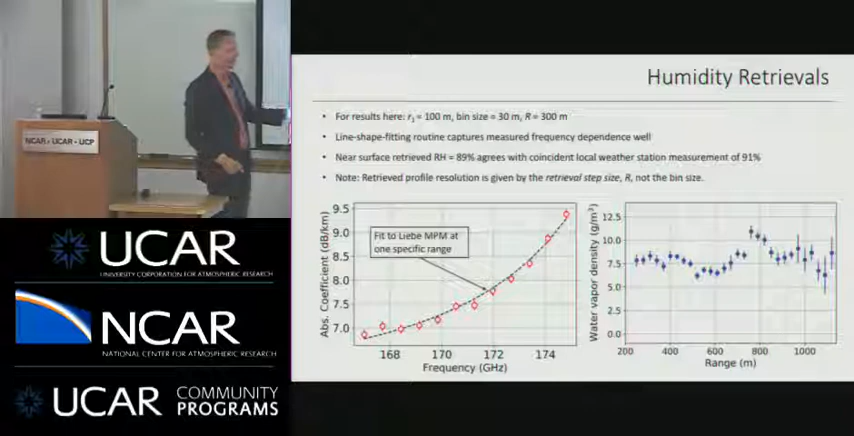 NCAR • UCAR • UCP
UCAR
UNIVERSITY CORPORATION FOR ATMOSPHERIC RESEARCH
NCAR
NATIONAL CENTER FOR ATMOSPHERIC RESEARCH
UCAR COMMUNITY
PROGRAMS
Humidity Retrievals
• For results here: r₁ = 100 m, bin size = 30 m, R = 300 m
• Line-shape-fitting routine captures measured frequency dependence well
• Near surface retrieved RH = 89% agrees with coincident local weather station measurement of 91%
• Note: Retrieved profile resolution is given by the retrieval step size, R, not the bin size.
Abs. Coefficient (dB/km)
9.5
9.0
8.5
8.0
7.5
7.0
Fit to Liebe MPM at
one specific range
168 170 172 174
Frequency (GHz)
Water vapor density (g/m³)
12.5
10.0
7.5
5.0
2.5
0.0
200 400 600 800 1000
Range (m)